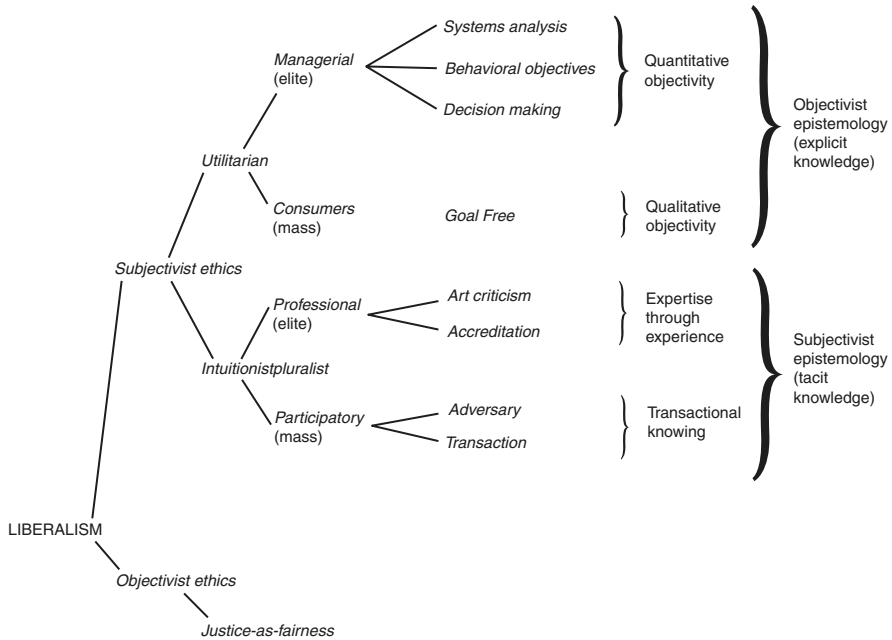 Systems analysis
Managerial
(elite)
Behavioral objectives
Decision making
Quantitative
objectivity
Objectivist
epistemology
(explicit
knowledge)
Utilitarian
Consumers
(mass)
Goal Free
Qualitative
objectivity
Subjectivist ethics
Professional
(elite)
Art criticism
Accreditation
Expertise
through
experience
Subjectivist
epistemology
(tacit
knowledge)
Intuitionistpluralist
Participatory
(mass)
Adversary
Transaction
Transactional
knowing
LIBERALISM
Objectivist ethics
Justice-as-fairness